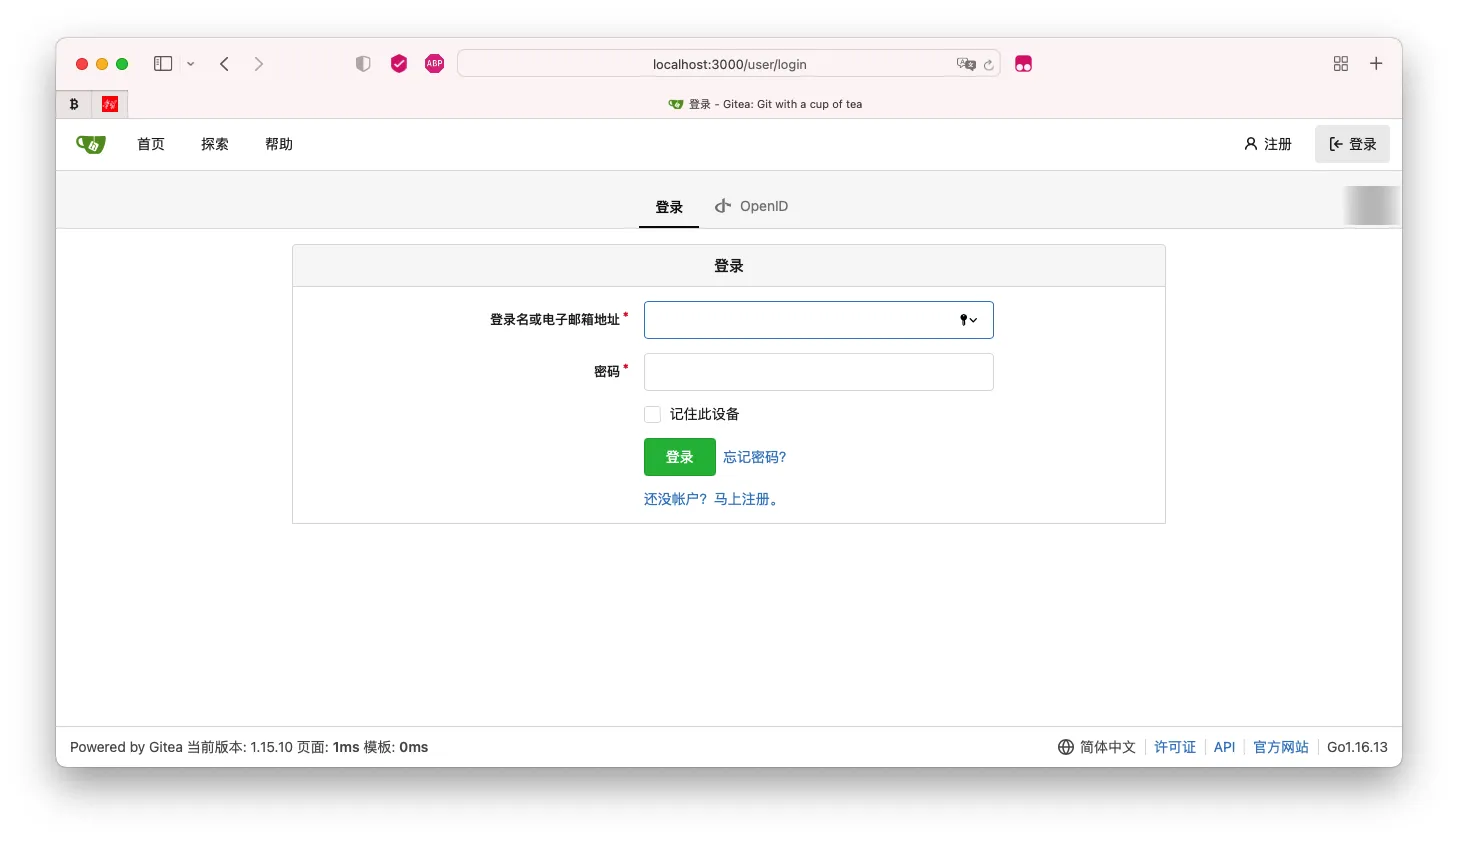 ABP
localhost:3000/user/login
登录 - Gitea: Git with a cup of tea
首页 探索 帮助 注册 登录
登录 OpenID
登录
登录名或电子邮箱地址*
密码*
记住此设备
登录 忘记密码?
还没帐户？马上注册。
Powered by Gitea 当前版本: 1.15.10 页面: 1ms 模板: 0ms 简体中文 许可证 API 官方网站 Go1.16.13